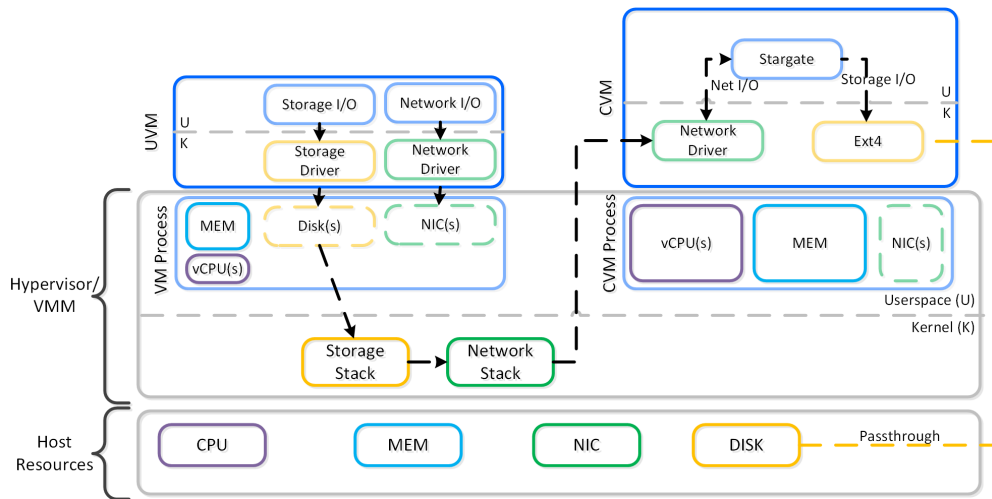 UVM
Storage I/O
Network I/O
U
K
Storage
Driver
Network
Driver
CVM
Stargate
Net I/O
Storage I/O
U
K
Network
Driver
Ext4
Hypervisor/
VMM
VM Process
MEM
vCPU(s)
Disk(s)
NIC(s)
CVM Process
vCPU(s)
MEM
NIC(s)
Userspace (U)
Kernel (K)
Storage
Stack
Network
Stack
Host
Resources
CPU
MEM
NIC
DISK
Passthrough